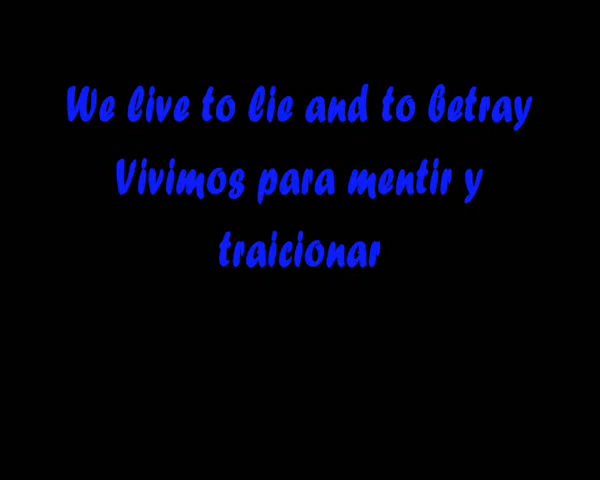 We live to lie and to betray
Vivimos para mentir y
traicionar